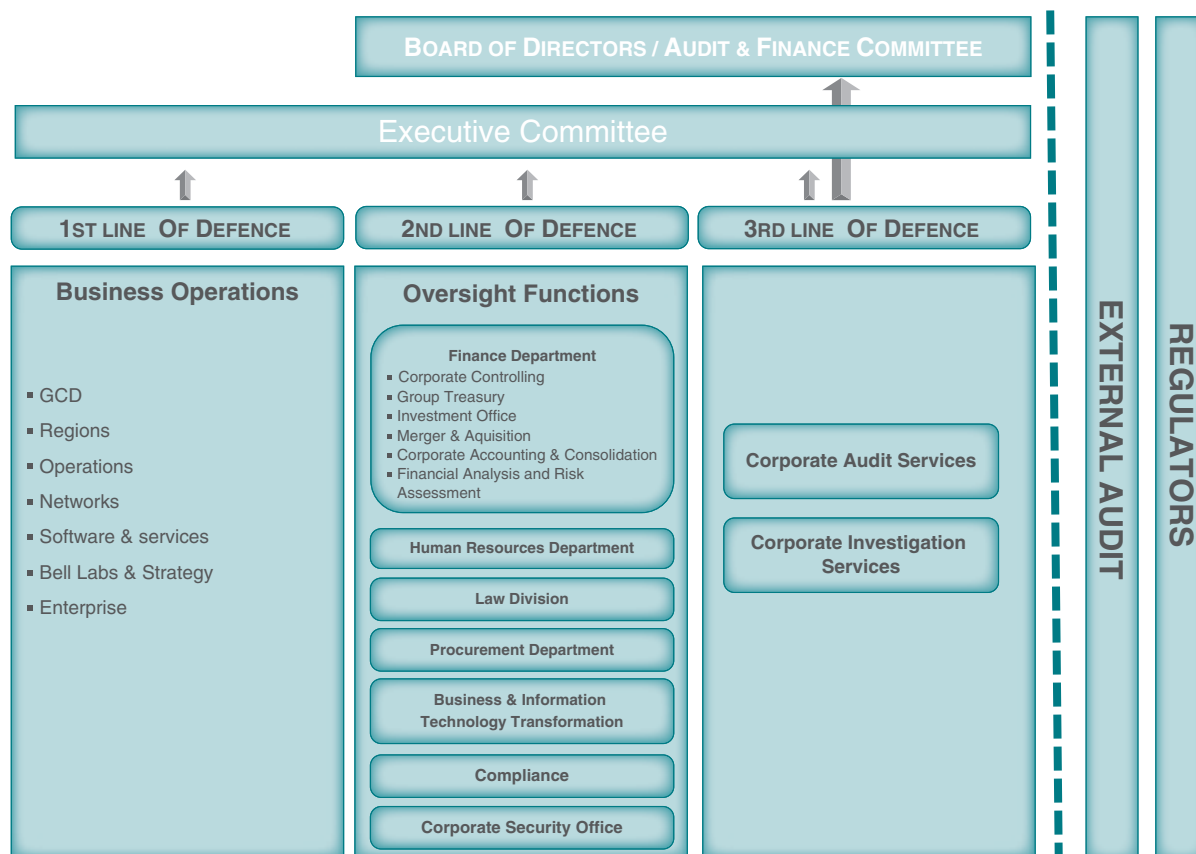 BOARD OF DIRECTORS / AUDIT & FINANCE COMMITTEE
Executive Committee
1ST LINE OF DEFENCE
2ND LINE OF DEFENCE
3RD LINE OF DEFENCE
Business Operations
▪ GCD
▪ Regions
▪ Operations
▪ Networks
▪ Software & services
▪ Bell Labs & Strategy
▪ Enterprise
Oversight Functions
Finance Department
▪ Corporate Controlling
▪ Group Treasury
▪ Investment Office
▪ Merger & Aquisition
▪ Corporate Accounting & Consolidation
▪ Financial Analysis and Risk
Assessment
Human Resources Department
Law Division
Procurement Department
Business & Information
Technology Transformation
Compliance
Corporate Security Office
Corporate Audit Services
Corporate Investigation
Services
EXTERNAL AUDIT
REGULATORS